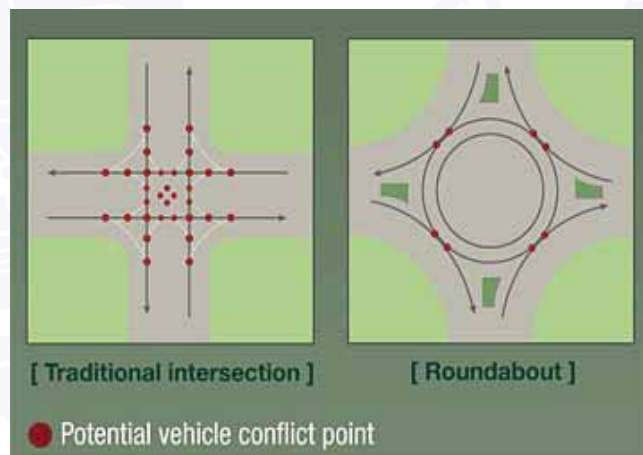 [ Traditional intersection ]
[ Roundabout ]
Potential vehicle conflict point